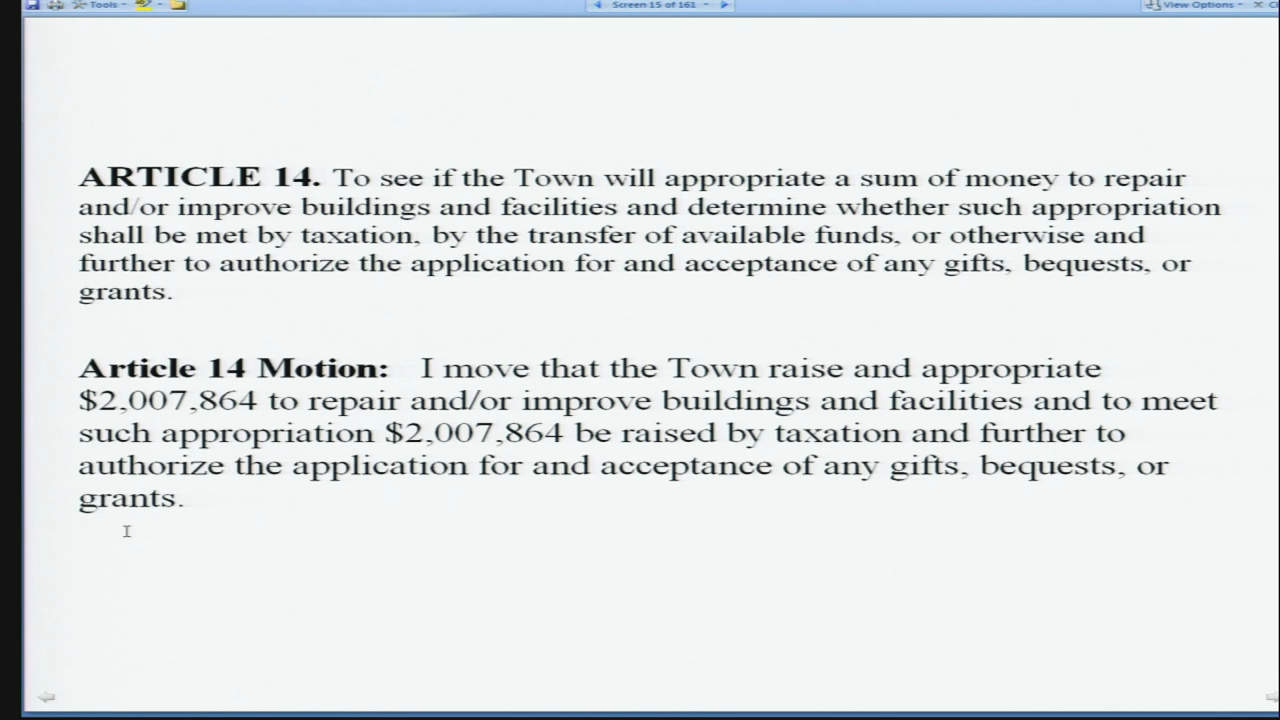 Tools
Screen 15 of 161
View Options
ARTICLE 14. To see if the Town will appropriate a sum of money to repair
and/or improve buildings and facilities and determine whether such appropriation
shall be met by taxation, by the transfer of available funds, or otherwise and
further to authorize the application for and acceptance of any gifts, bequests, or
grants.
Article 14 Motion: I move that the Town raise and appropriate
$2,007,864 to repair and/or improve buildings and facilities and to meet
such appropriation $2,007,864 be raised by taxation and further to
authorize the application for and acceptance of any gifts, bequests, or
grants.